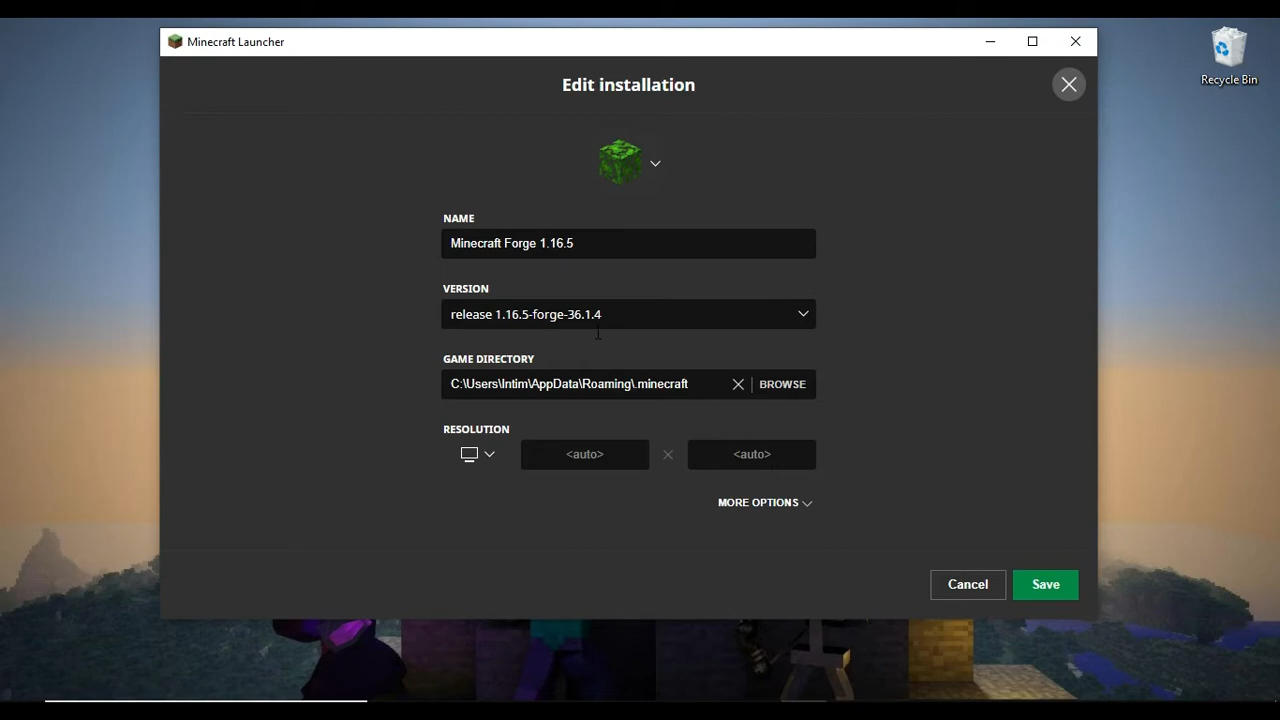 Minecraft Launcher
Recycle Bin
Edit installation
NAME
Minecraft Forge 1.16.5
VERSION
release 1.16.5-forge-36.1.4
GAME DIRECTORY
C:\Users\Intim\AppData\Roaming\.minecraft
BROWSE
RESOLUTION
<auto> <auto>
MORE OPTIONS
Cancel Save